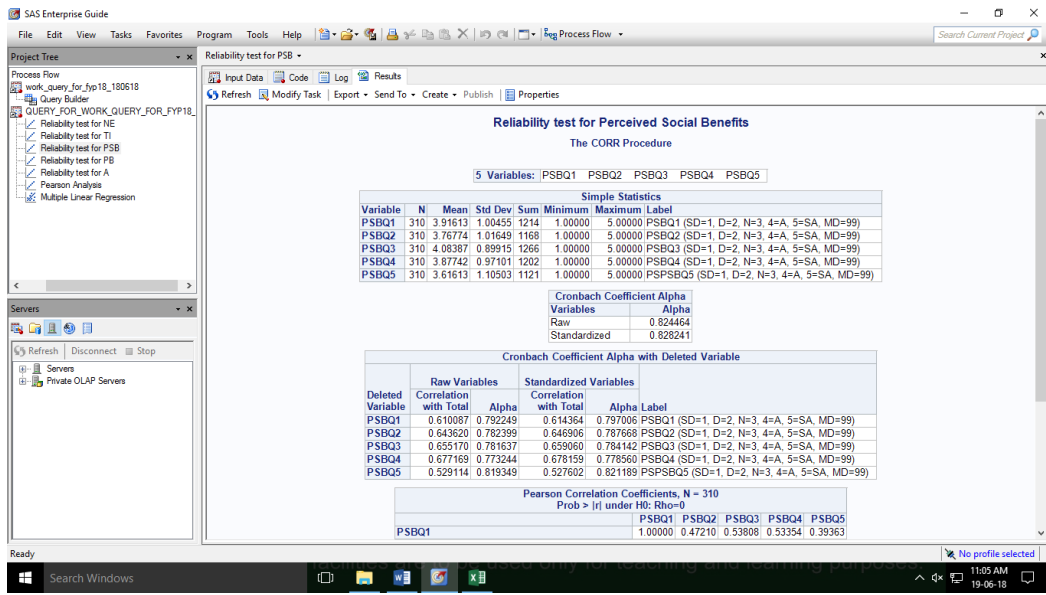 SAS Enterprise Guide
File Edit View Tasks Favorites Program Tools Help Process Flow Search Current Project
Project Tree
Reliability test for PSB
Process Flow
work_query_for_fyp18_180618
Query Builder
QUERY_FOR_WORK_QUERY_FOR_FYP18_
Reliability test for NE
Reliability test for TI
Reliability test for PSB
Reliability test for PB
Reliability test for A
Pearson Analysis
Multiple Linear Regression
Servers
Refresh Disconnect Stop
Servers
Private OLAP Servers
Input Data Code Log Results
Refresh Modify Task Export Send To Create Publish Properties
Reliability test for Perceived Social Benefits
The CORR Procedure
5 Variables: PSBQ1 PSBQ2 PSBQ3 PSBQ4 PSBQ5
Simple Statistics
Variable N Mean Std Dev Sum Minimum Maximum Label
PSBQ1 310 3.91613 1.00455 1214 1.00000 5.00000 PSBQ1 (SD=1, D=2, N=3, 4=A, 5=SA, MD=99)
PSBQ2 310 3.76774 1.01649 1168 1.00000 5.00000 PSBQ2 (SD=1, D=2, N=3, 4=A, 5=SA, MD=99)
PSBQ3 310 4.08387 0.89915 1266 1.00000 5.00000 PSBQ3 (SD=1, D=2, N=3, 4=A, 5=SA, MD=99)
PSBQ4 310 3.87742 0.97101 1202 1.00000 5.00000 PSBQ4 (SD=1, D=2, N=3, 4=A, 5=SA, MD=99)
PSBQ5 310 3.61613 1.10503 1121 1.00000 5.00000 PSPSBQ5 (SD=1, D=2, N=3, 4=A, 5=SA, MD=99)
Cronbach Coefficient Alpha
Variables Alpha
Raw 0.824464
Standardized 0.828241
Cronbach Coefficient Alpha with Deleted Variable
Raw Variables Standardized Variables
Deleted Correlation Correlation
Variable with Total Alpha with Total Alpha Label
PSBQ1 0.610087 0.792249 0.614364 0.797006 PSBQ1 (SD=1, D=2, N=3, 4=A, 5=SA, MD=99)
PSBQ2 0.643620 0.782399 0.646906 0.787668 PSBQ2 (SD=1, D=2, N=3, 4=A, 5=SA, MD=99)
PSBQ3 0.655170 0.781637 0.659060 0.784142 PSBQ3 (SD=1, D=2, N=3, 4=A, 5=SA, MD=99)
PSBQ4 0.677169 0.773244 0.678159 0.778560 PSBQ4 (SD=1, D=2, N=3, 4=A, 5=SA, MD=99)
PSBQ5 0.529114 0.819349 0.527602 0.821189 PSPSBQ5 (SD=1, D=2, N=3, 4=A, 5=SA, MD=99)
Pearson Correlation Coefficients, N = 310
Prob > |r| under H0: Rho=0
PSBQ1 PSBQ2 PSBQ3 PSBQ4 PSBQ5
PSBQ1 1.00000 0.47210 0.53808 0.53354 0.39363
Ready No profile selected
facilities used only for teaching and learning purposes.
Search Windows
11:05 AM
19-06-18